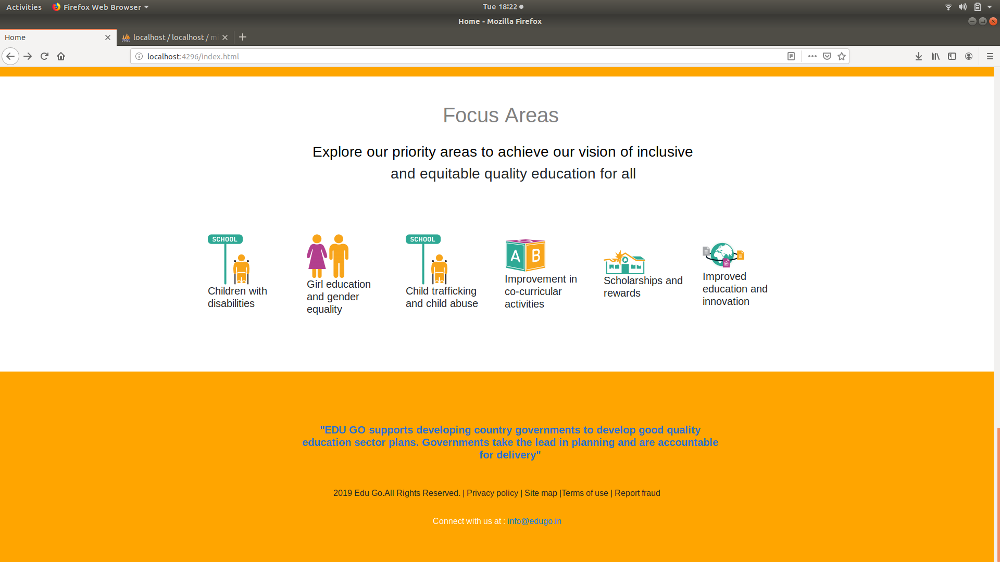 Activities Firefox Web Browser Tue 18:22
Home - Mozilla Firefox
Home localhost / localhost / m
localhost:4296/index.html
Focus Areas
Explore our priority areas to achieve our vision of inclusive
and equitable quality education for all
SCHOOL
Children with
disabilities
Girl education
and gender
equality
SCHOOL
Child trafficking
and child abuse
A B
Improvement in
co-curricular
activities
Scholarships and
rewards
Improved
education and
innovation
"EDU GO supports developing country governments to develop good quality
education sector plans. Governments take the lead in planning and are accountable
for delivery"
2019 Edu Go.All Rights Reserved. | Privacy policy | Site map |Terms of use | Report fraud
Connect with us at : info@edugo.in